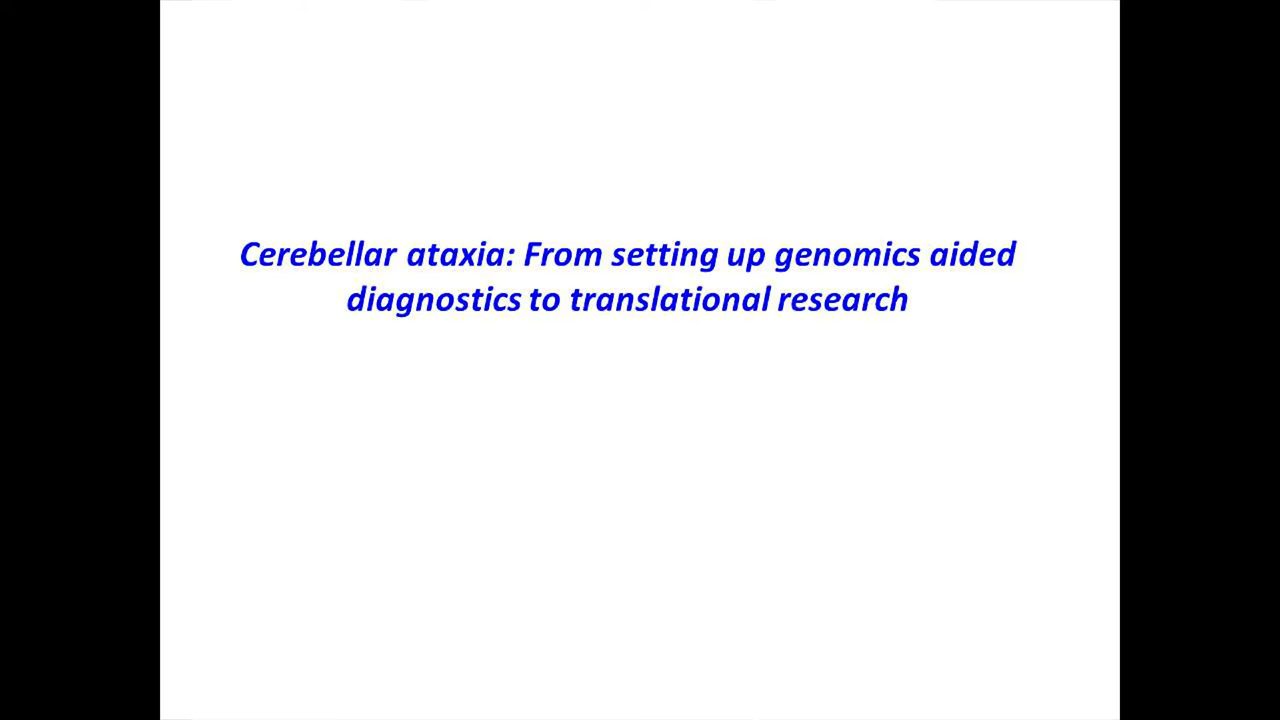 Cerebellar ataxia: From setting up genomics aided
diagnostics to translational research